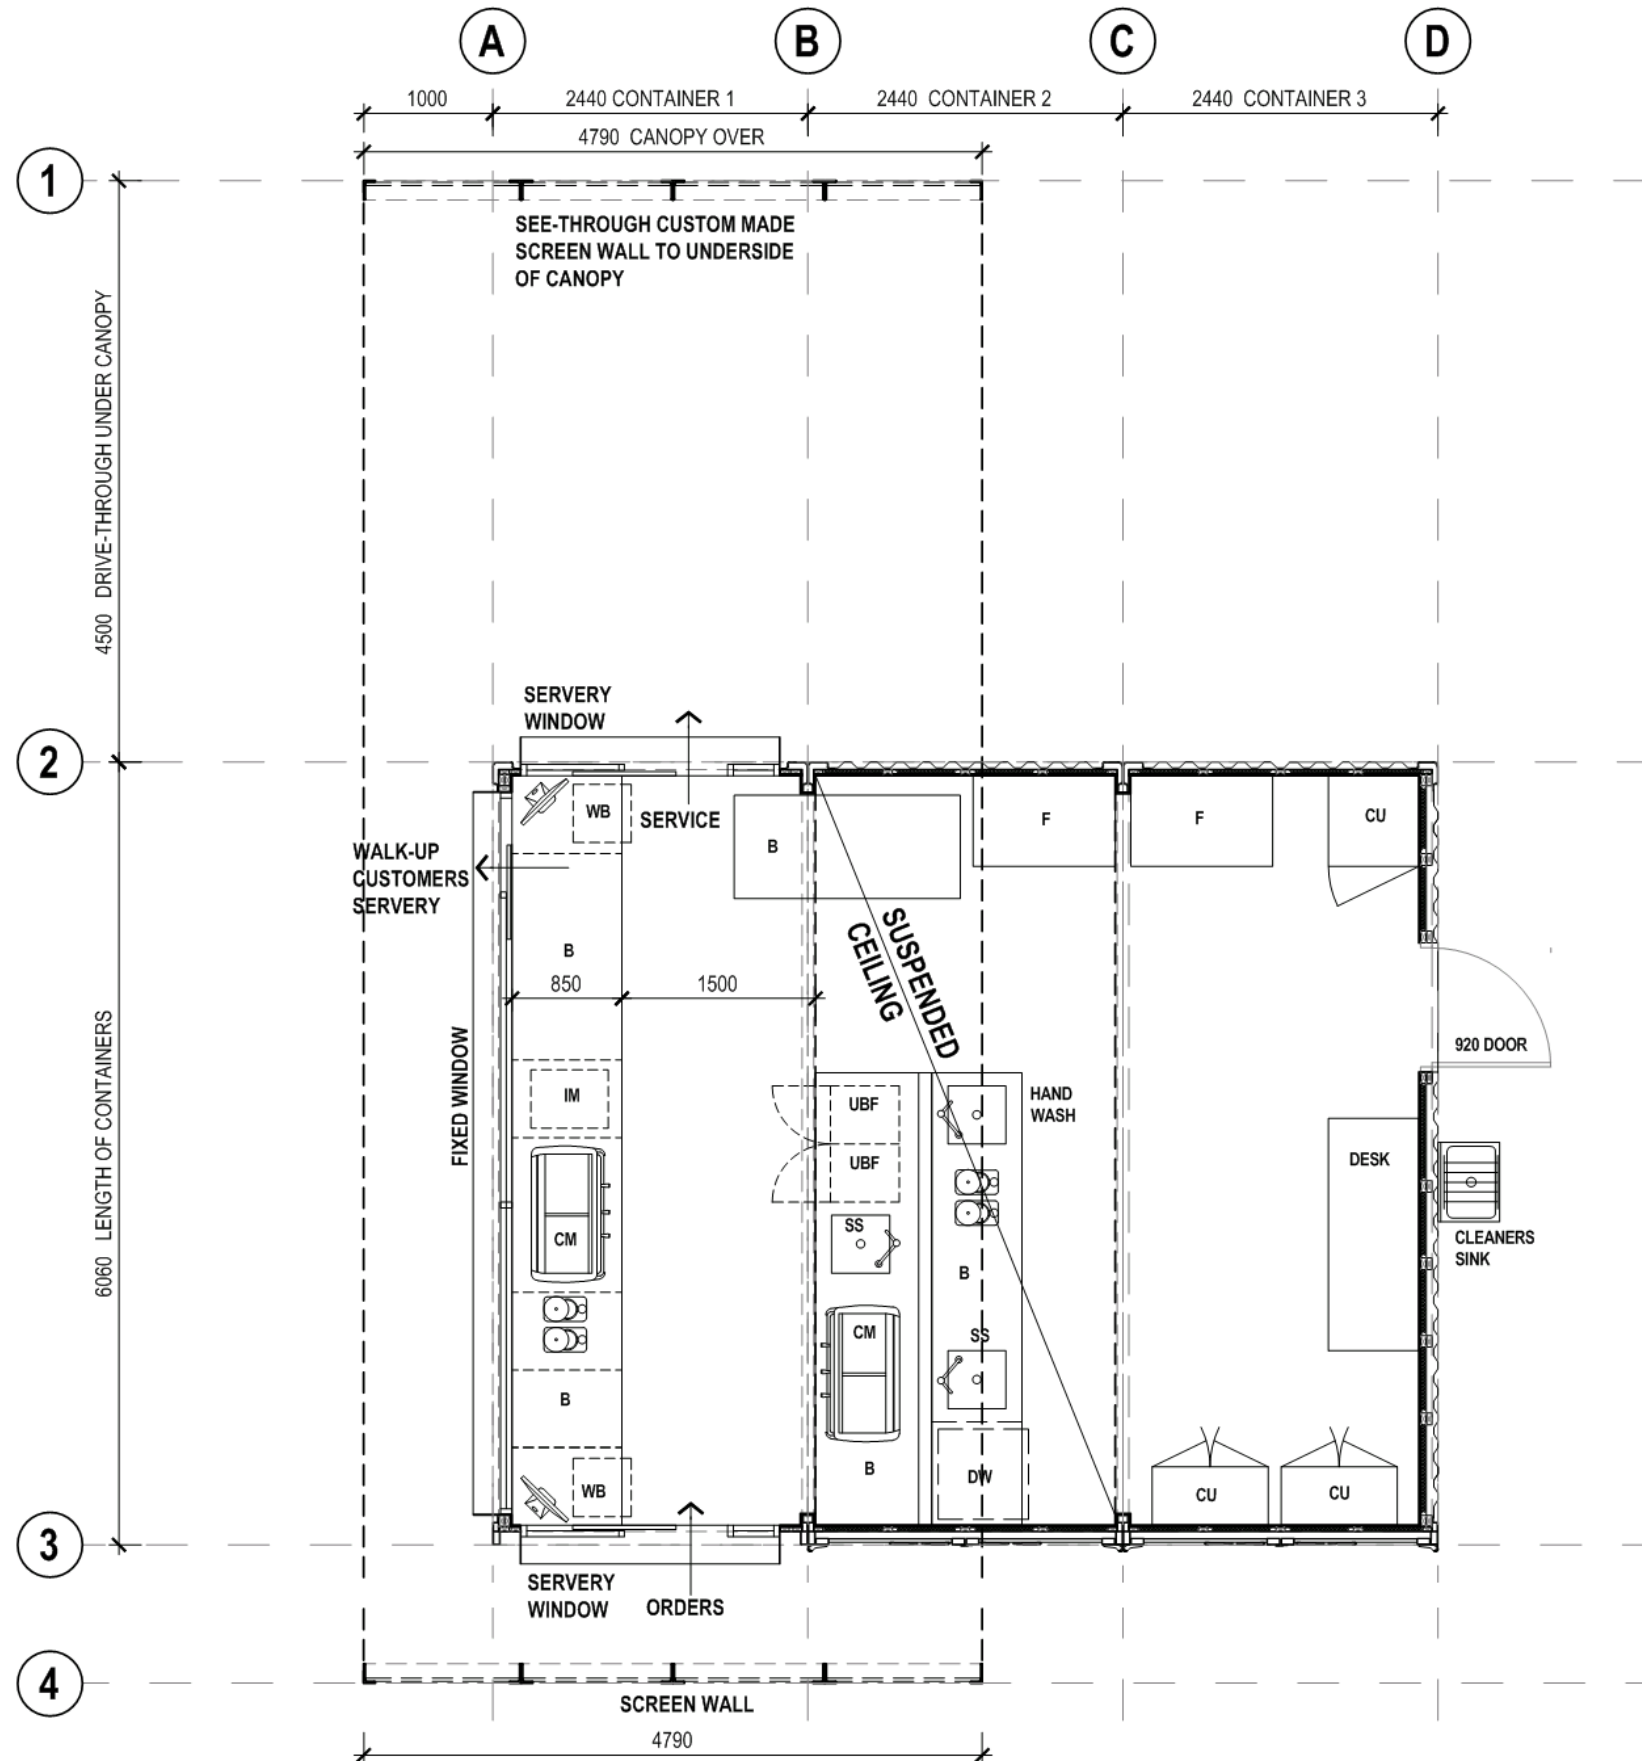 A
B
C
D
1000
2440 CONTAINER 1
2440 CONTAINER 2
2440 CONTAINER 3
4790 CANOPY OVER
1
SEE-THROUGH CUSTOM MADE
SCREEN WALL TO UNDERSIDE
OF CANOPY
4500 DRIVE-THROUGH UNDER CANOPY
SERVERY
WINDOW
2
WB
SERVICE
B
F
F
CU
WALK-UP
CUSTOMERS
SERVERY
SUSPENDED
CEILING
B
850
1500
6060 LENGTH OF CONTAINERS
FIXED WINDOW
920 DOOR
IM
UBF
HAND
WASH
UBF
DESK
SS
CM
CLEANERS
SINK
B
CM
SS
B
B
DW
WB
CU
CU
3
SERVERY
WINDOW
ORDERS
4
SCREEN WALL
4790